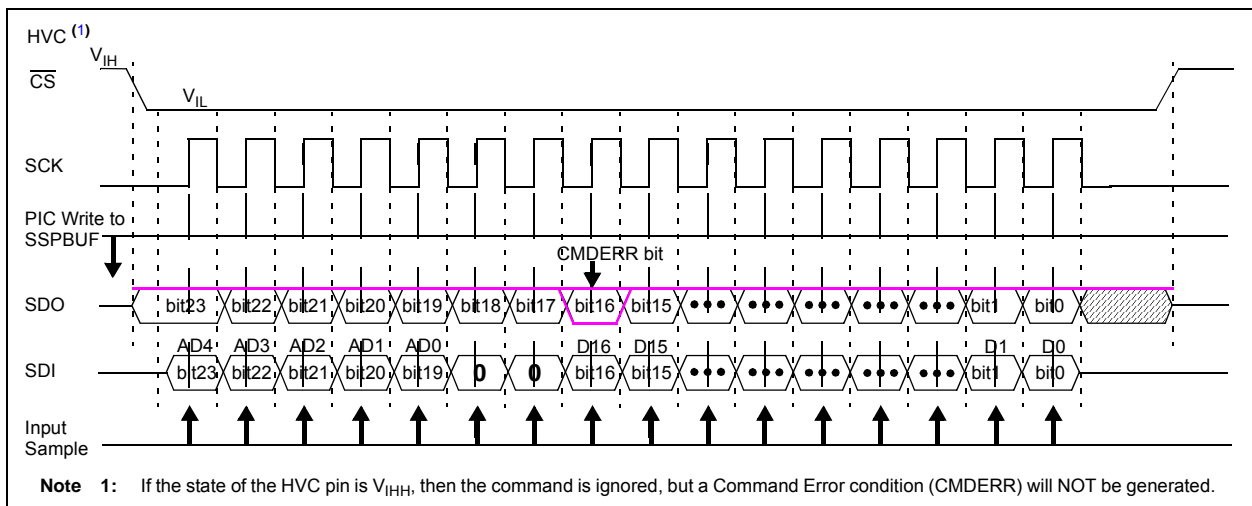 HVC (1)
VIH
CS
VIL
SCK
PIC Write to
SSPBUF
CMDERR bit
SDO bit23 bit22 bit21 bit20 bit19 bit18 bit17 bit16 bit15 ••• ••• ••• ••• ••• bit1 bit0
AD4 AD3 AD2 AD1 AD0 D16 D15 D1 D0
SDI bit23 bit22 bit21 bit20 bit19 0 0 bit16 bit15 ••• ••• ••• ••• ••• bit1 bit0
Input
Sample
Note 1: If the state of the HVC pin is VIHH, then the command is ignored, but a Command Error condition (CMDERR) will NOT be generated.